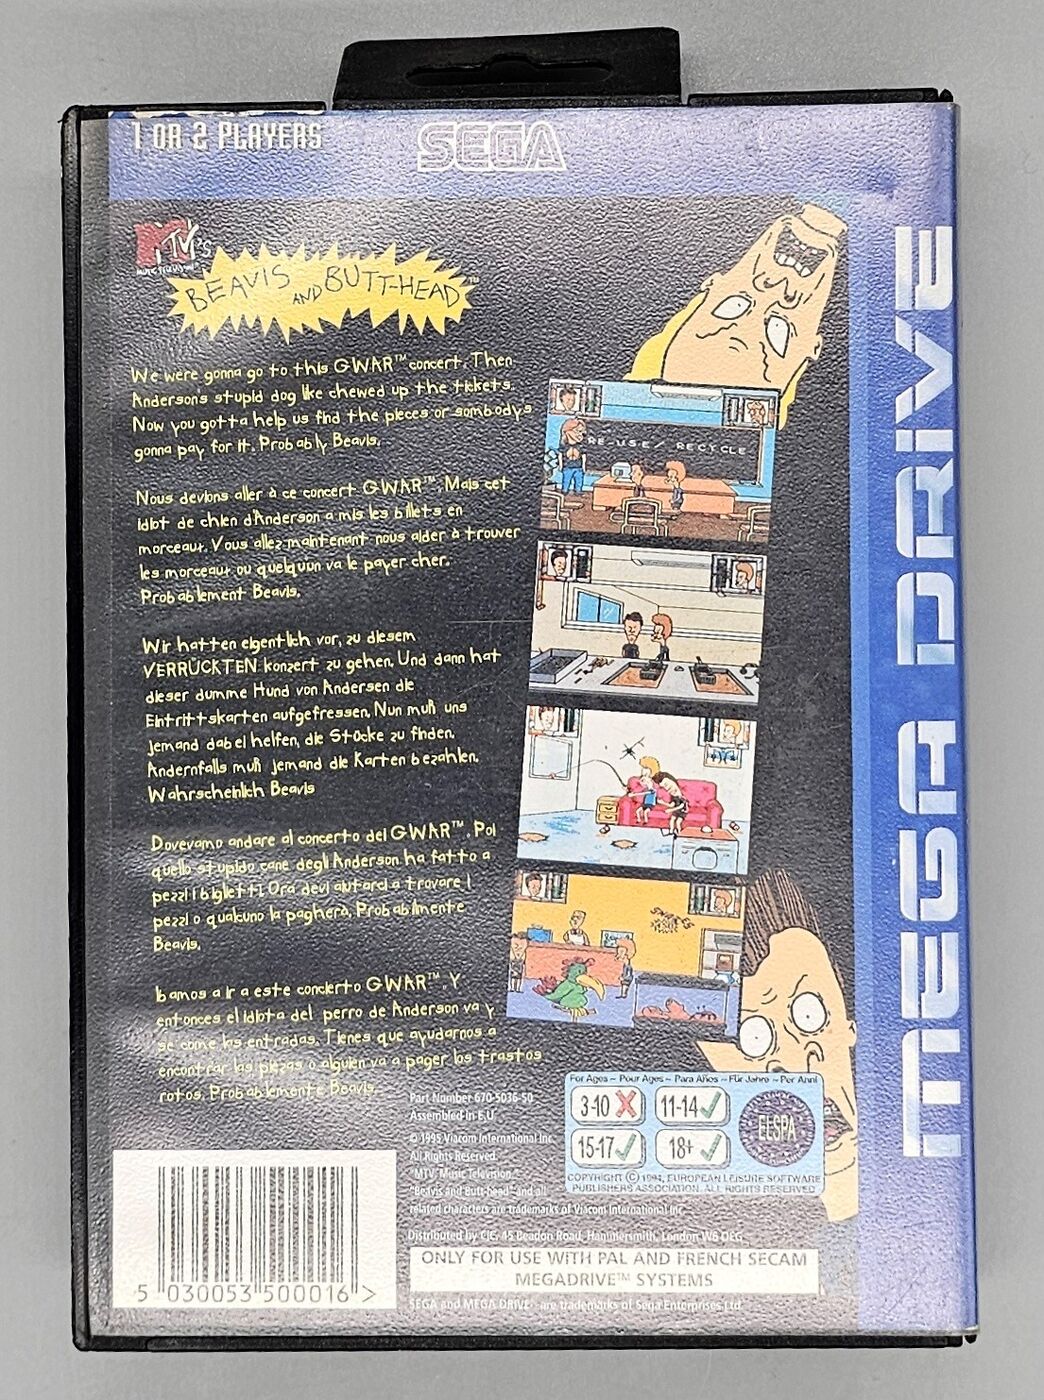 1 OR 2 PLAYERS
SEGA
MTV's
MUSIC TELEVISION
BEAVIS AND BUTT-HEAD™
We were gonna go to this GWAR™ concert. Then
Andersons stupid dog like chewed up the tickets.
Now you gotta help us find the pieces or sombodys
gonna pay for it. Probably Beavis.
Nous devions aller à ce concert GWAR™. Mais cet
idiot de chien d'Anderson a mis les billets en
morceaux. Vous allez maintenant nous aider à trouver
les morceaux ou quelquun va le payer cher.
Probablement Beavis.
Wir hatten eigentlich vor, zu diesem
VERRÜCKTEN konzert zu gehen. Und dann hat
dieser dumme Hund von Andersen die
Eintrittskarten aufgefressen. Nun muß uns
jemand dabei helfen, die Stücke zu finden.
Andernfalls muß jemand die Karten bezahlen.
Wahrscheinlich Beavis
Dovevamo andare al concerto dei GWAR™. Poi
quello stupido cane degli Anderson ha fatto a
pezzi i biglietti. Ora devi aiutarci a trovare i
pezzi o qualcuno la pagherà. Probabilmente
Beavis.
Ibamos a ir a este concierto GWAR™. Y
entonces el idiota del perro de Anderson va y
se come las entradas. Tienes que ayudarnos a
encontrar las piezas o alguien va a pager los trastos
rotos. Probablemente Beavis.
RE-USE/ RECYCLE
Part Number 670-5036-50
Assembled in E.U.
© 1995 Viacom International Inc.
All Rights Reserved.
"MTV Music Television,"
"Beavis and Butt-head" and all
related characters are trademarks of Viacom International Inc.
Distributed by CIC, 45 Beadon Road, Hammersmith, London W6 OEG
For Ages ~ Pour Ages ~ Para Años ~ Für Jahre ~ Per Anni
3-10 11-14
15-17 18+
ELSPA
COPYRIGHT © 1994, EUROPEAN LEISURE SOFTWARE
PUBLISHERS ASSOCIATION. ALL RIGHTS RESERVED
ONLY FOR USE WITH PAL AND FRENCH SECAM
MEGADRIVE™ SYSTEMS
SEGA and MEGA DRIVE are trademarks of Sega Enterprises Ltd.
5 030053 500016 >
MEGA DRIVE